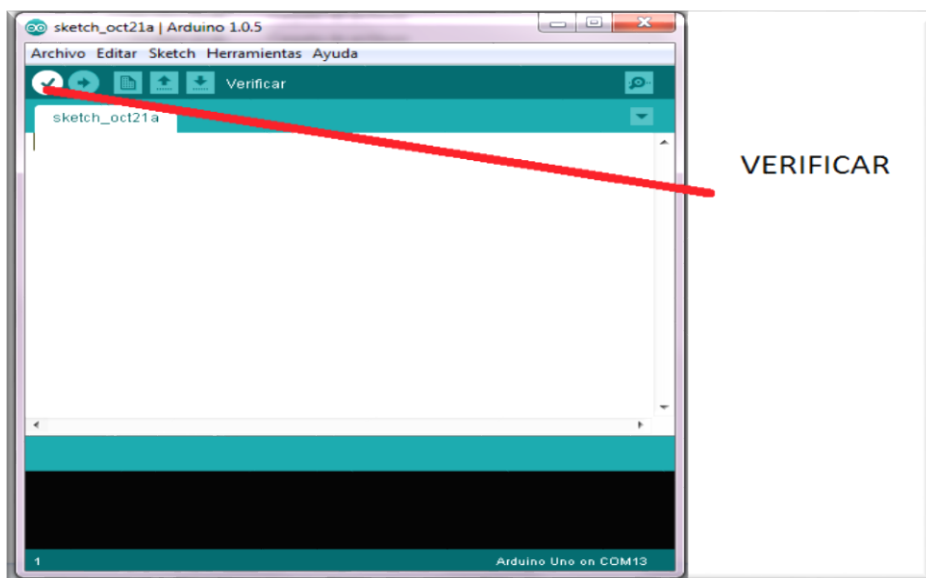 sketch_oct21a | Arduino 1.0.5
Archivo Editar Sketch Herramientas Ayuda
Verificar
sketch_oct21a
VERIFICAR
1
Arduino Uno on COM13